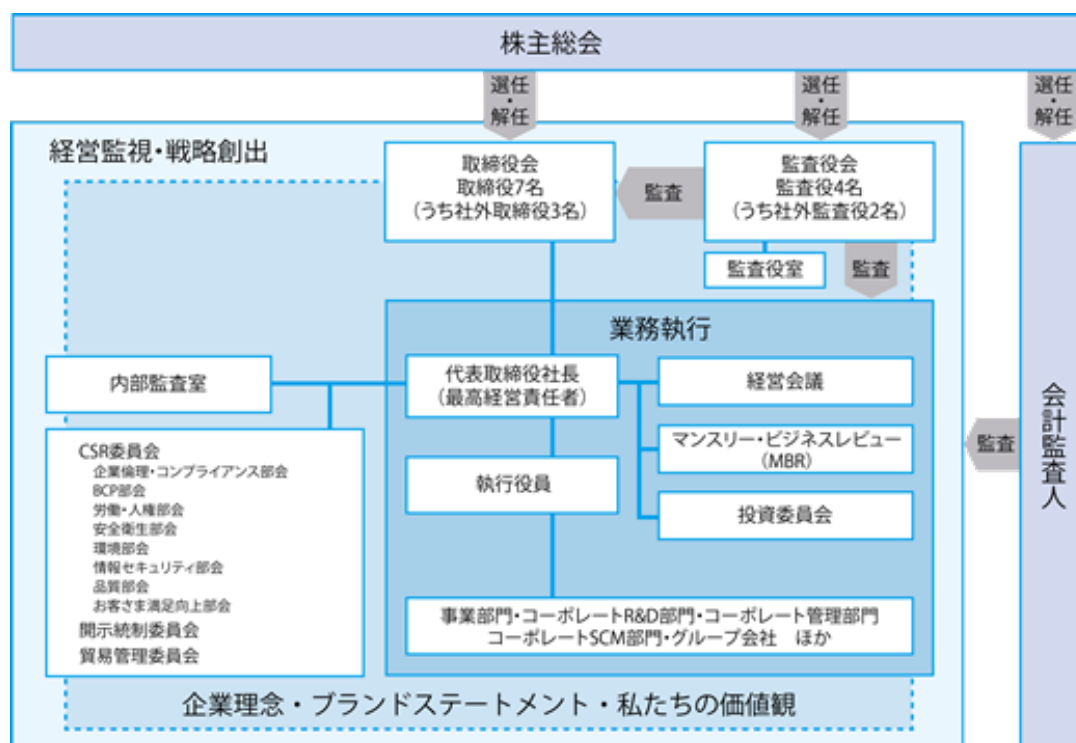 株主総会
選任
・
解任
選任
・
解任
選任
・
解任
経営監視・戦略創出
取締役会
取締役7名
(うち社外取締役3名)
監査
監査役会
監査役4名
(うち社外監査役2名)
監査役室
監査
業務執行
内部監査室
代表取締役社長
(最高経営責任者)
経営会議
マンスリー・ビジネスレビュー
(MBR)
投資委員会
執行役員
CSR委員会
企業倫理・コンプライアンス部会
BCP部会
労働・人権部会
安全衛生部会
環境部会
情報セキュリティ部会
品質部会
お客さま満足向上部会
開示統制委員会
貿易管理委員会
事業部門・コーポレートR&D部門・コーポレート管理部門
コーポレートSCM部門・グループ会社 ほか
企業理念・ブランドステートメント・私たちの価値観
監査
会計監査人